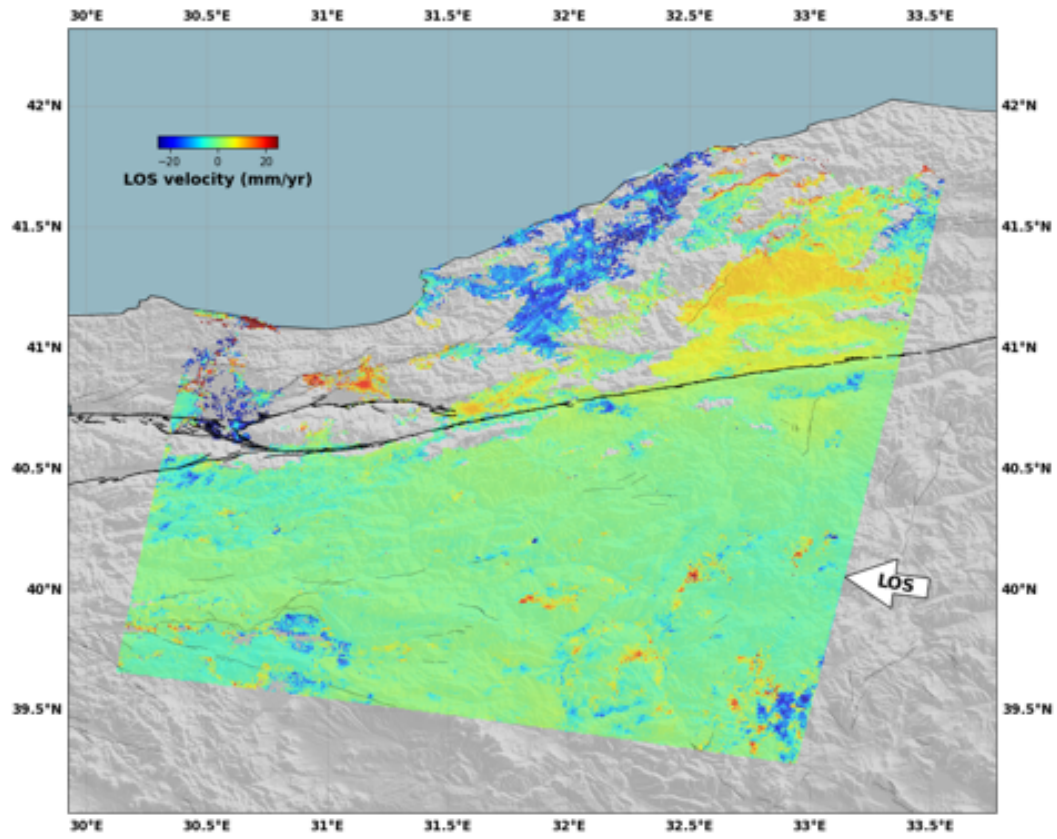 30°E 30.5°E 31°E 31.5°E 32°E 32.5°E 33°E 33.5°E
42°N 42°N
−20 0 20
LOS velocity (mm/yr)
41.5°N 41.5°N
41°N 41°N
40.5°N 40.5°N
40°N 40°N
LOS
39.5°N 39.5°N
30°E 30.5°E 31°E 31.5°E 32°E 32.5°E 33°E 33.5°E